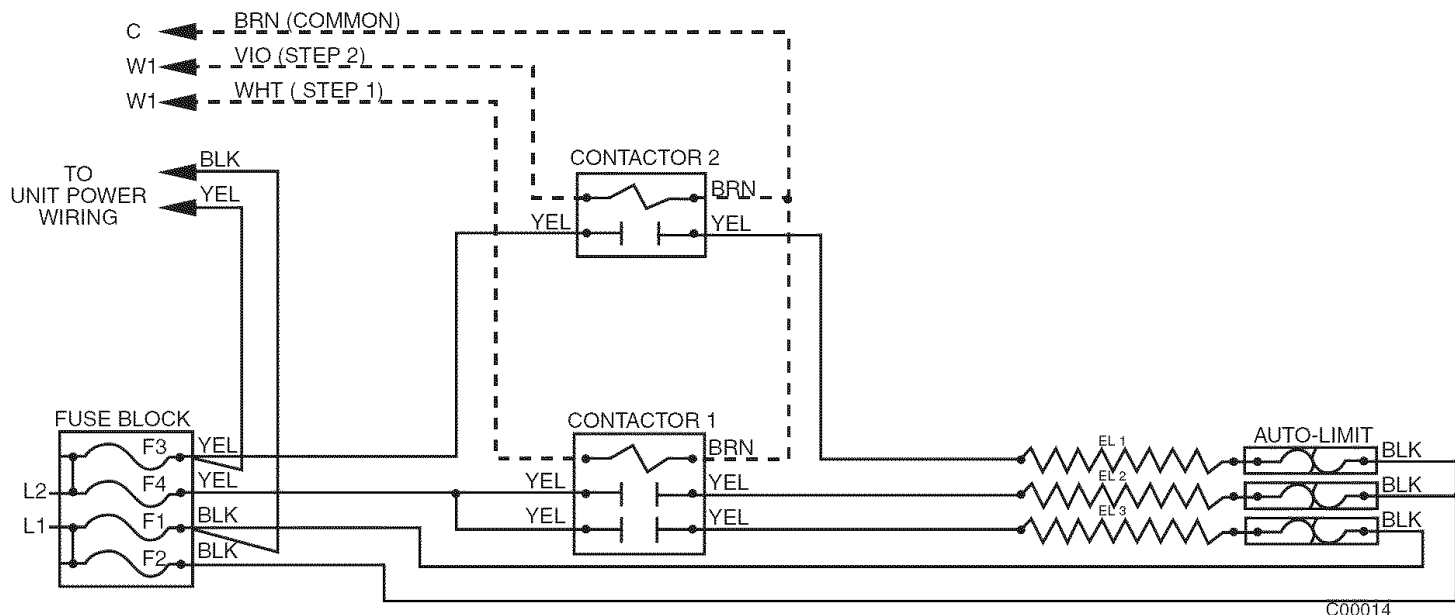 C
BRN (COMMON)
W1
VIO (STEP 2)
W1
WHT ( STEP 1)
BLK
TO
UNIT POWER
WIRING
YEL
CONTACTOR 2
BRN
YEL
YEL
FUSE BLOCK
CONTACTOR 1
F3
YEL
BRN
EL 1
AUTO-LIMIT
BLK
L2
F4
YEL
YEL
YEL
EL 2
BLK
L1
F1
BLK
YEL
YEL
EL 3
BLK
F2
BLK
C00014